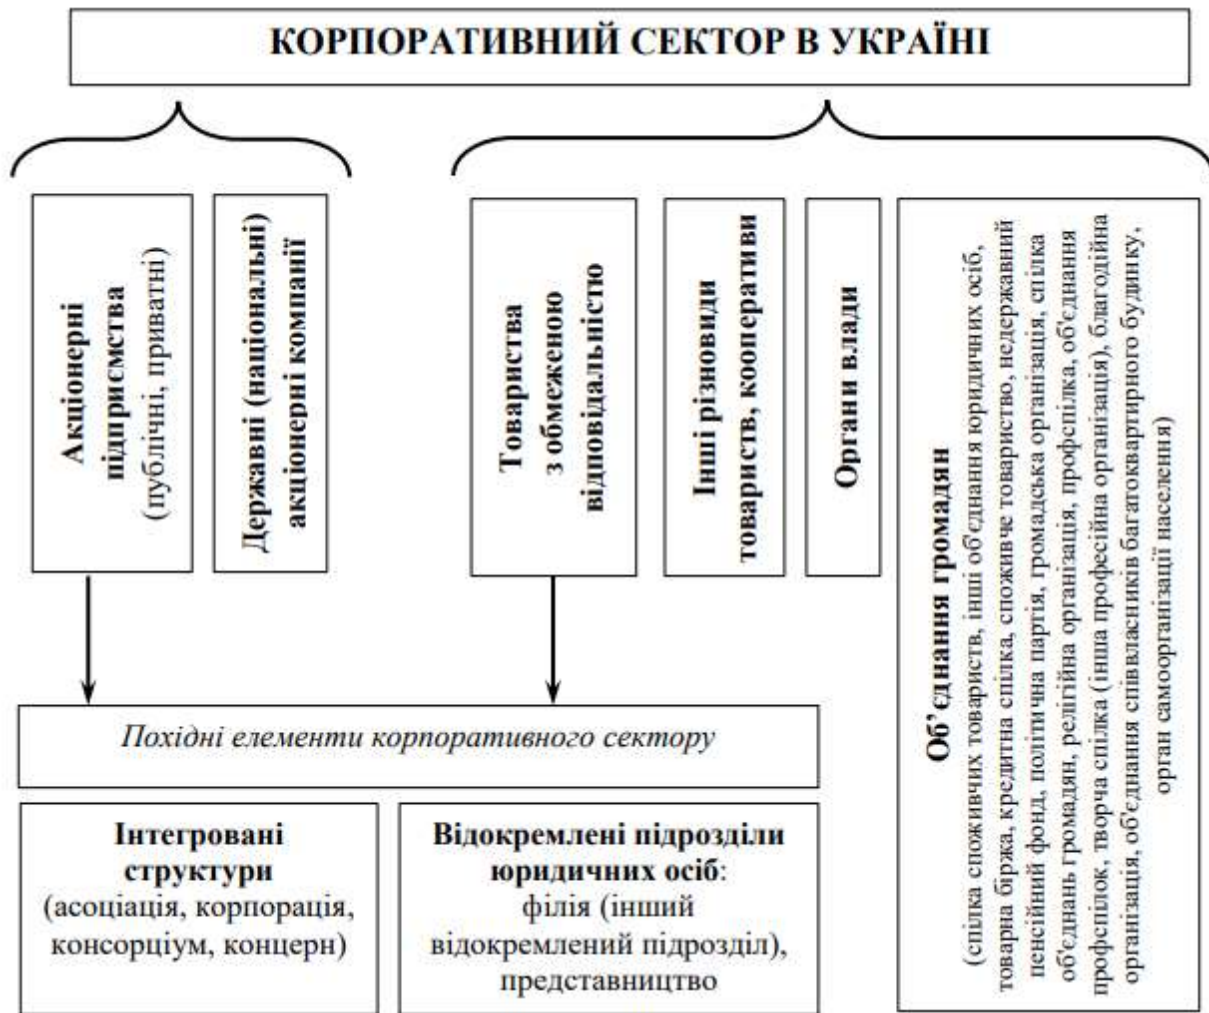 КОРПОРАТИВНИЙ СЕКТОР В УКРАЇНІ
Акціонерні
підприємства
(публічні, приватні)
Державні (національні)
акціонерні компанії
Товариства
з обмеженою
відповідальністю
Інші різновиди
товариств, кооперативи
Органи влади
Об’єднання громадян
(спілка споживчих товариств, інші об'єднання юридичних осіб,
товарна біржа, кредитна спілка, споживче товариство, недержавний
пенсійний фонд, політична партія, громадська організація, спілка
об'єднань громадян, релігійна організація, профспілка, об'єднання
профспілок, творча спілка (інша професійна організація), благодійна
організація, об'єднання співвласників багатоквартирного будинку,
орган самоорганізації населення)
Похідні елементи корпоративного сектору
Інтегровані
структури
(асоціація, корпорація,
консорціум, концерн)
Відокремлені підрозділи
юридичних осіб:
філія (інший
відокремлений підрозділ),
представництво